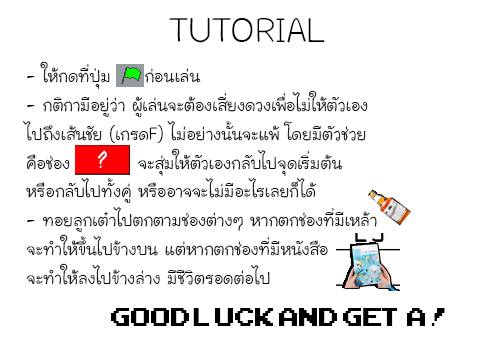 TUTORIAL
- ให้กดที่ปุ่ม ก่อนเล่น
- กติกามีอยู่ว่า ผู้เล่นจะต้องเสี่ยงดวงเพื่อไม่ให้ตัวเอง
ไปถึงเส้นชัย (เกรดF) ไม่อย่างนั้นจะแพ้ โดยมีตัวช่วย
คือช่อง ? จะสุ่มให้ตัวเองกลับไปจุดเริ่มต้น
หรือกลับไปทั้งคู่ หรืออาจจะไม่มีอะไรเลยก็ได้
- ทอยลูกเต๋าไปตกตามช่องต่างๆ หากตกช่องที่มีเหล้า
จะทำให้ขึ้นไปข้างบน แต่หากตกช่องที่มีหนังสือ
จะทำให้ลงไปข้างล่าง มีชีวิตรอดต่อไป
GOOD LUCK AND GET A !